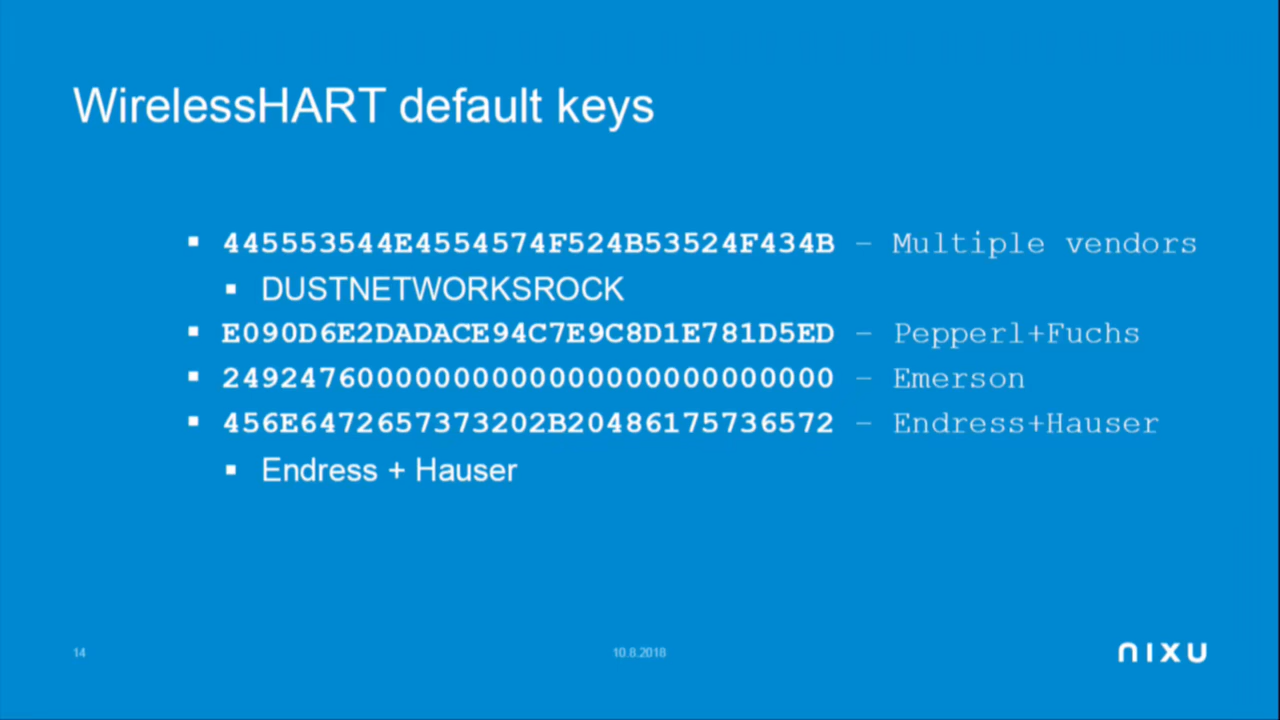 WirelessHART default keys
▪ 445553544E4554574F524B53524F434B – Multiple vendors
▪ DUSTNETWORKSROCK
▪ E090D6E2DADACE94C7E9C8D1E781D5ED – Pepperl+Fuchs
▪ 24924760000000000000000000000000 – Emerson
▪ 456E6472657373202B20486175736572 – Endress+Hauser
▪ Endress + Hauser
14 10.8.2018 nixu